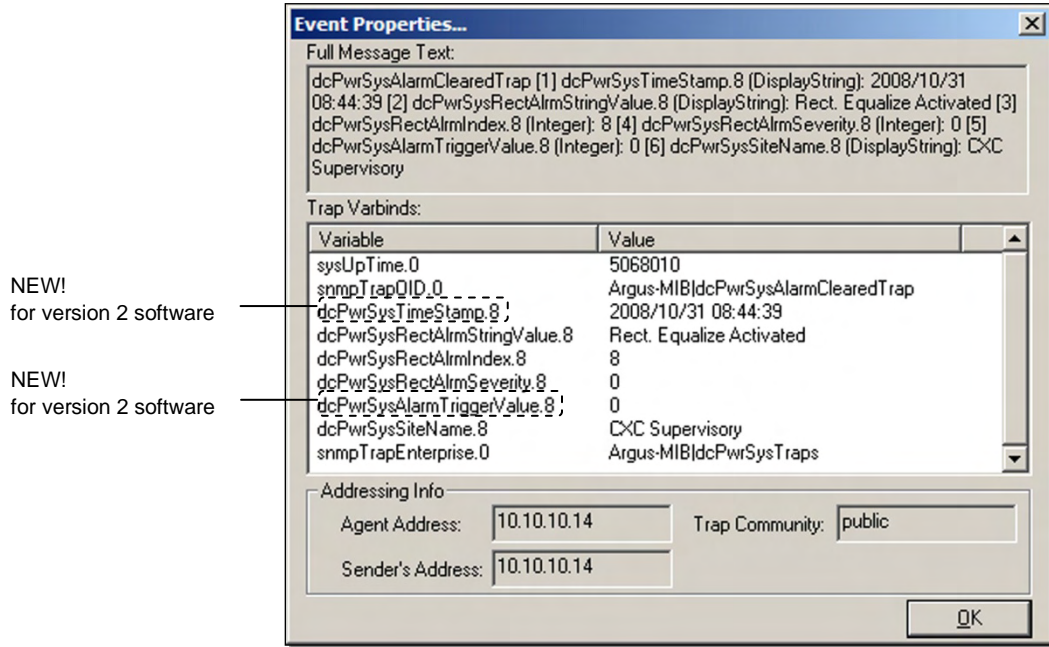 Event Properties...
Full Message Text:
dcPwrSysAlarmClearedTrap [1] dcPwrSysTimeStamp.8 (DisplayString): 2008/10/31
08:44:39 [2] dcPwrSysRectAlrmStringValue.8 (DisplayString): Rect. Equalize Activated [3]
dcPwrSysRectAlrmIndex.8 (Integer): 8 [4] dcPwrSysRectAlrmSeverity.8 (Integer): 0 [5]
dcPwrSysAlarmTriggerValue.8 (Integer): 0 [6] dcPwrSysSiteName.8 (DisplayString): CXC
Supervisory
Trap Varbinds:
Variable Value
sysUpTime.0 5068010
snmpTrapOID.0 Argus-MIB|dcPwrSysAlarmClearedTrap
NEW!
for version 2 software
dcPwrSysTimeStamp.8 2008/10/31 08:44:39
dcPwrSysRectAlrmStringValue.8 Rect. Equalize Activated
dcPwrSysRectAlrmIndex.8 8
dcPwrSysRectAlrmSeverity.8 0
NEW!
for version 2 software
dcPwrSysAlarmTriggerValue.8 0
dcPwrSysSiteName.8 CXC Supervisory
snmpTrapEnterprise.0 Argus-MIB|dcPwrSysTraps
Addressing Info
Agent Address: 10.10.10.14 Trap Community: public
Sender's Address: 10.10.10.14
OK